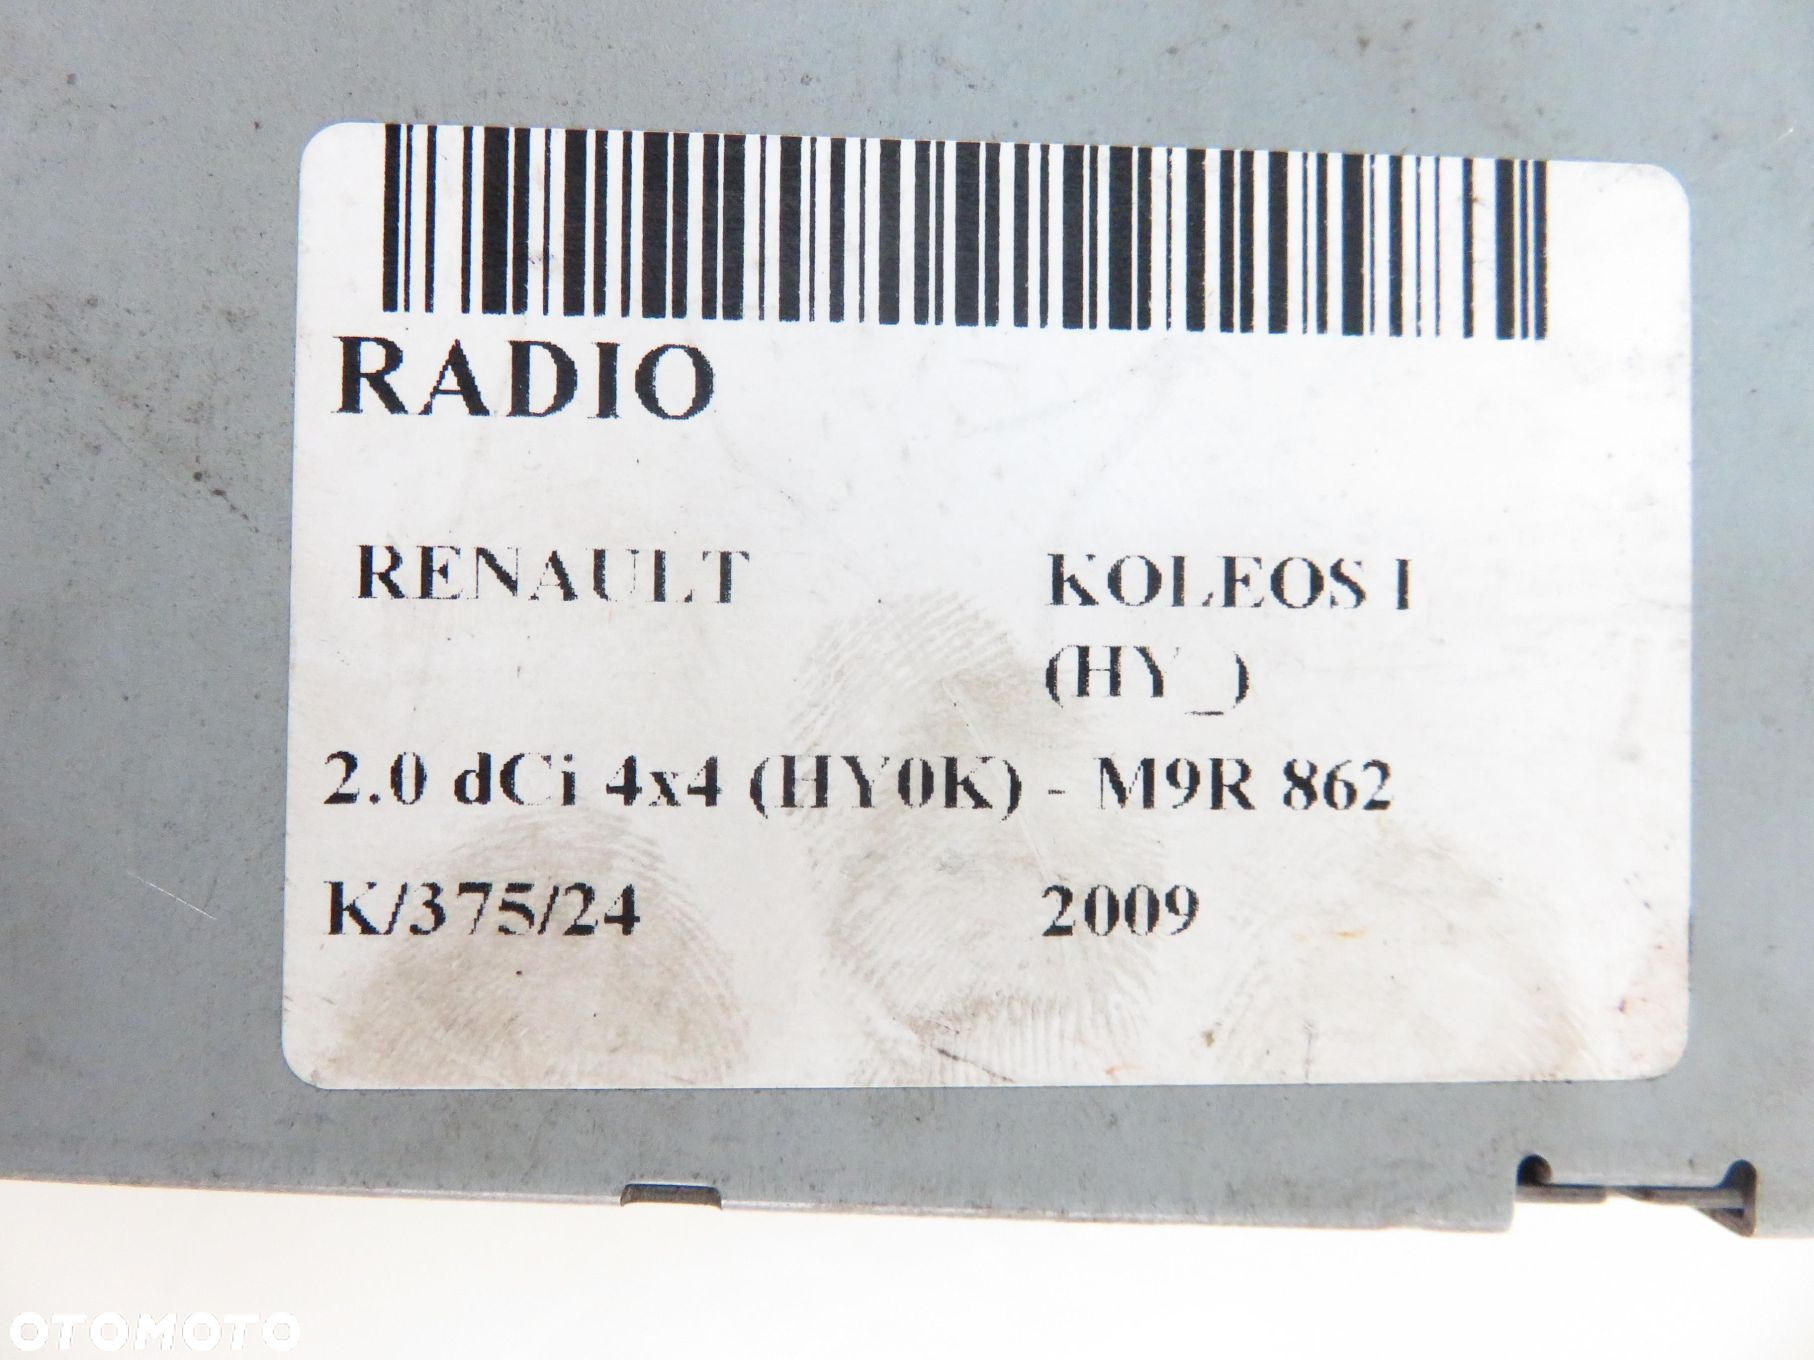 RADIO
RENAULT KOLEOS I
(HY_)
2.0 dCi 4x4 (HY0K) - M9R 862
K/375/24 2009
OTOMOTO